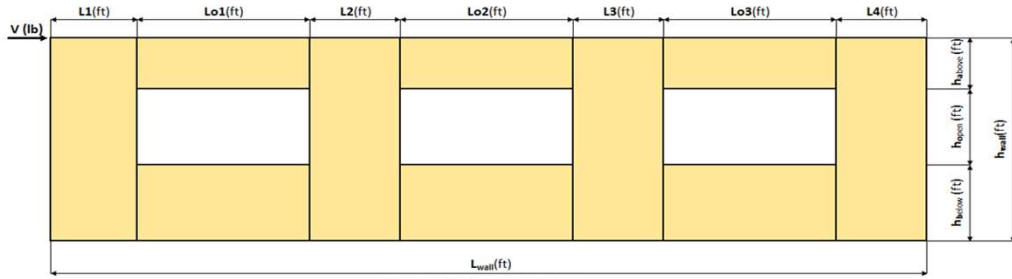 L1(ft) Lo1(ft) L2(ft) Lo2(ft) L3(ft) Lo3(ft) L4(ft)
V (lb)
habove(ft)
hopen(ft)
hbelow(ft)
hwall(ft)
Lwall(ft)